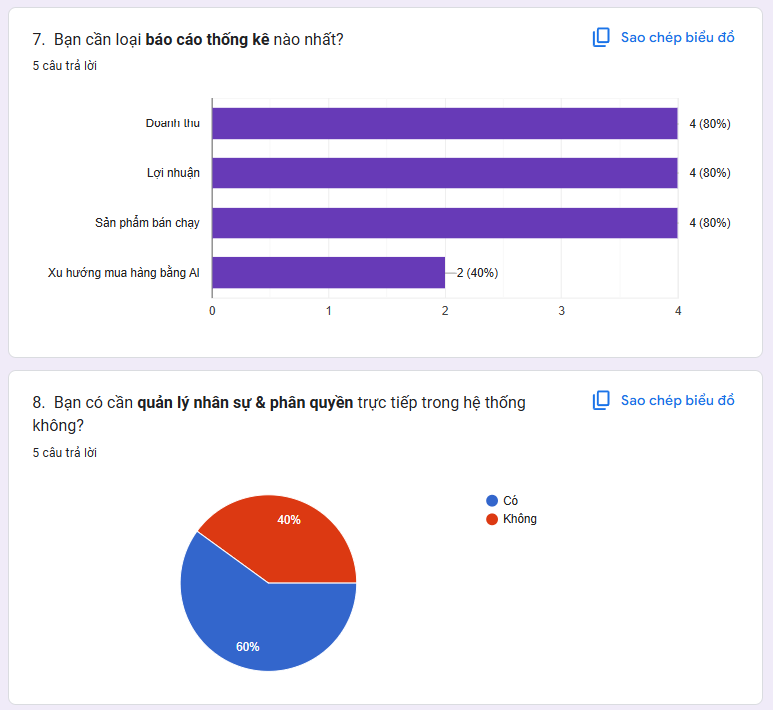 7. Bạn cần loại báo cáo thống kê nào nhất?
Sao chép biểu đồ
5 câu trả lời
Doanh thu
4 (80%)
Lợi nhuận
4 (80%)
Sản phẩm bán chạy
4 (80%)
Xu hướng mua hàng bằng AI
2 (40%)
0 1 2 3 4
8. Bạn có cần quản lý nhân sự & phân quyền trực tiếp trong hệ thống
không?
Sao chép biểu đồ
5 câu trả lời
Có
Không
40%
60%